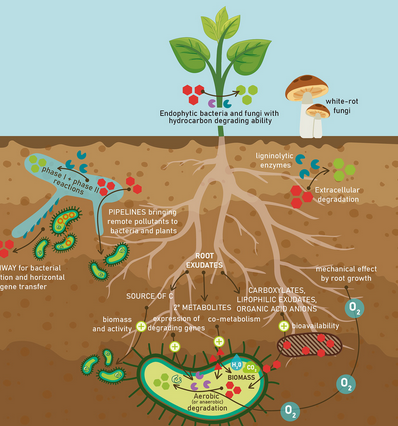 Endophytic bacteria and fungi with
hydrocarbon degrading ability
white-rot
fungi
ligninolytic
enzymes
Extracellular
degradation
phase I + phase II
reactions
PIPELINES bringing
remote pollutants to
bacteria and plants
WAY for bacterial
tion and horizontal
gene transfer
ROOT
EXUDATES
SOURCE OF C
2° METABOLITES
CARBOXYLATES,
LIPOPHILIC EXUDATES,
ORGANIC ACID ANIONS
mechanical effect
by root growth
biomass
and activity
expression of
degrading genes
co-metabolism
bioavailability
O2
H2O
CO2
BIOMASS
Aerobic
(or anaerobic)
degradation
O2
O2